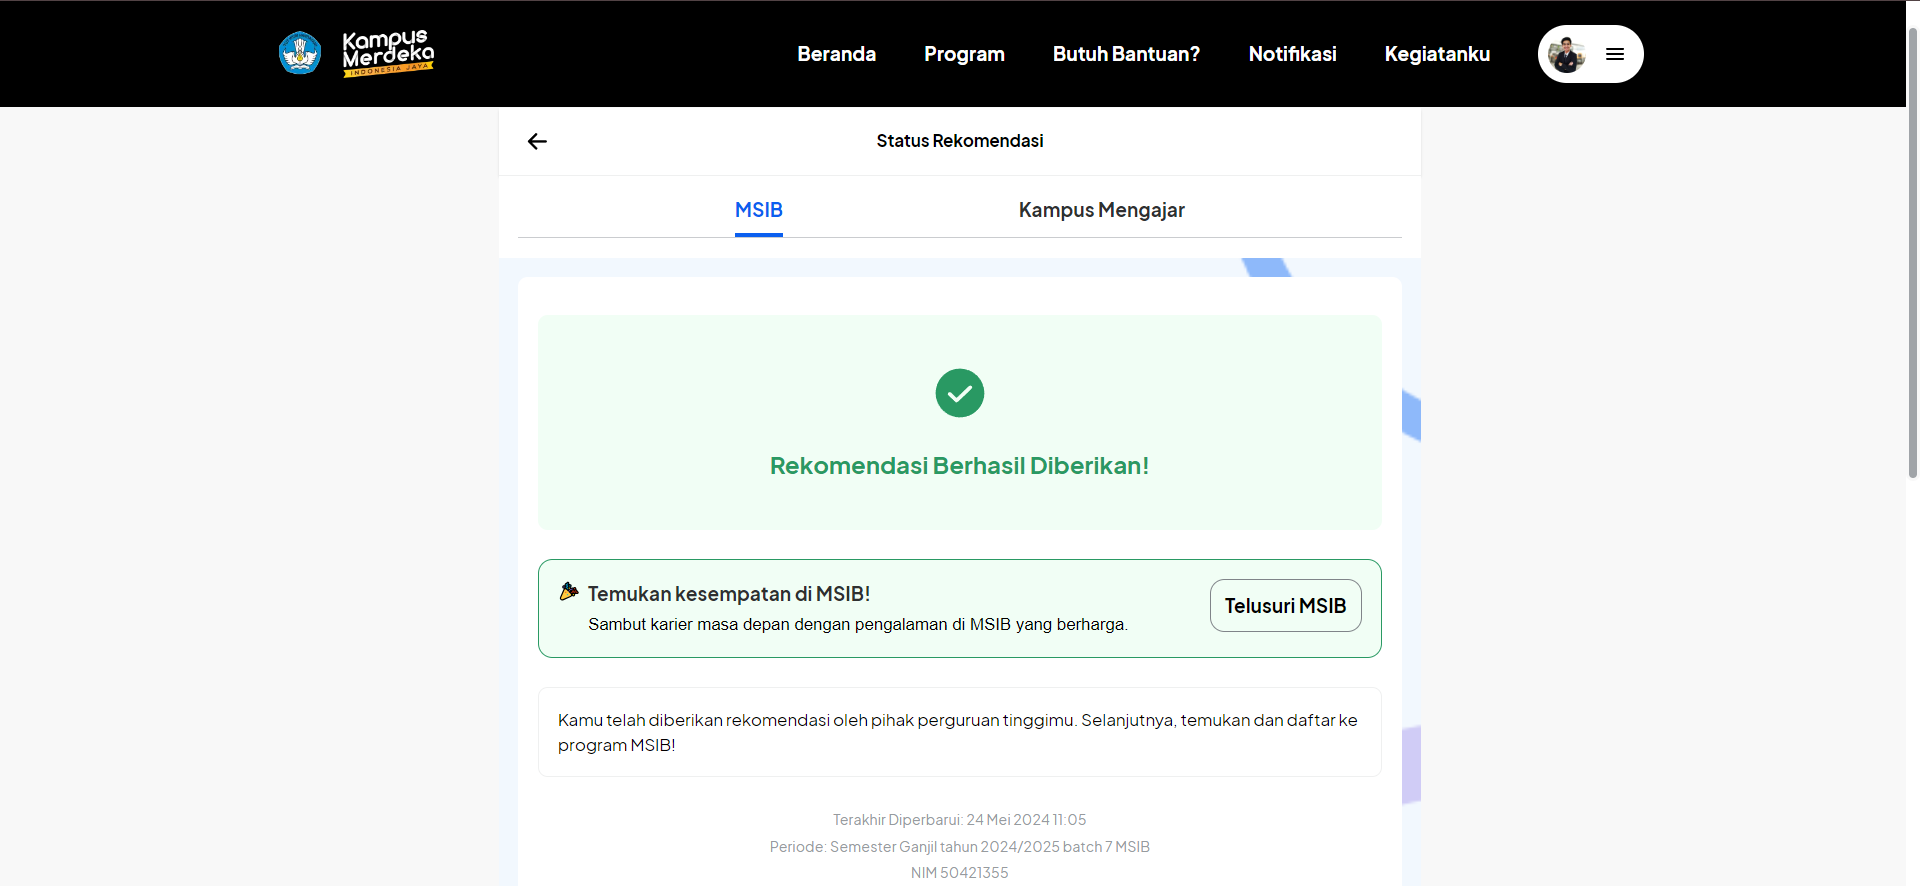 Kampus
Merdeka
INDONESIA JAYA
Beranda
Program
Butuh Bantuan?
Notifikasi
Kegiatanku
Status Rekomendasi
MSIB
Kampus Mengajar
Rekomendasi Berhasil Diberikan!
Temukan kesempatan di MSIB!
Sambut karier masa depan dengan pengalaman di MSIB yang berharga.
Telusuri MSIB
Kamu telah diberikan rekomendasi oleh pihak perguruan tinggimu. Selanjutnya, temukan dan daftar ke
program MSIB!
Terakhir Diperbarui: 24 Mei 2024 11:05
Periode: Semester Ganjil tahun 2024/2025 batch 7 MSIB
NIM 50421355